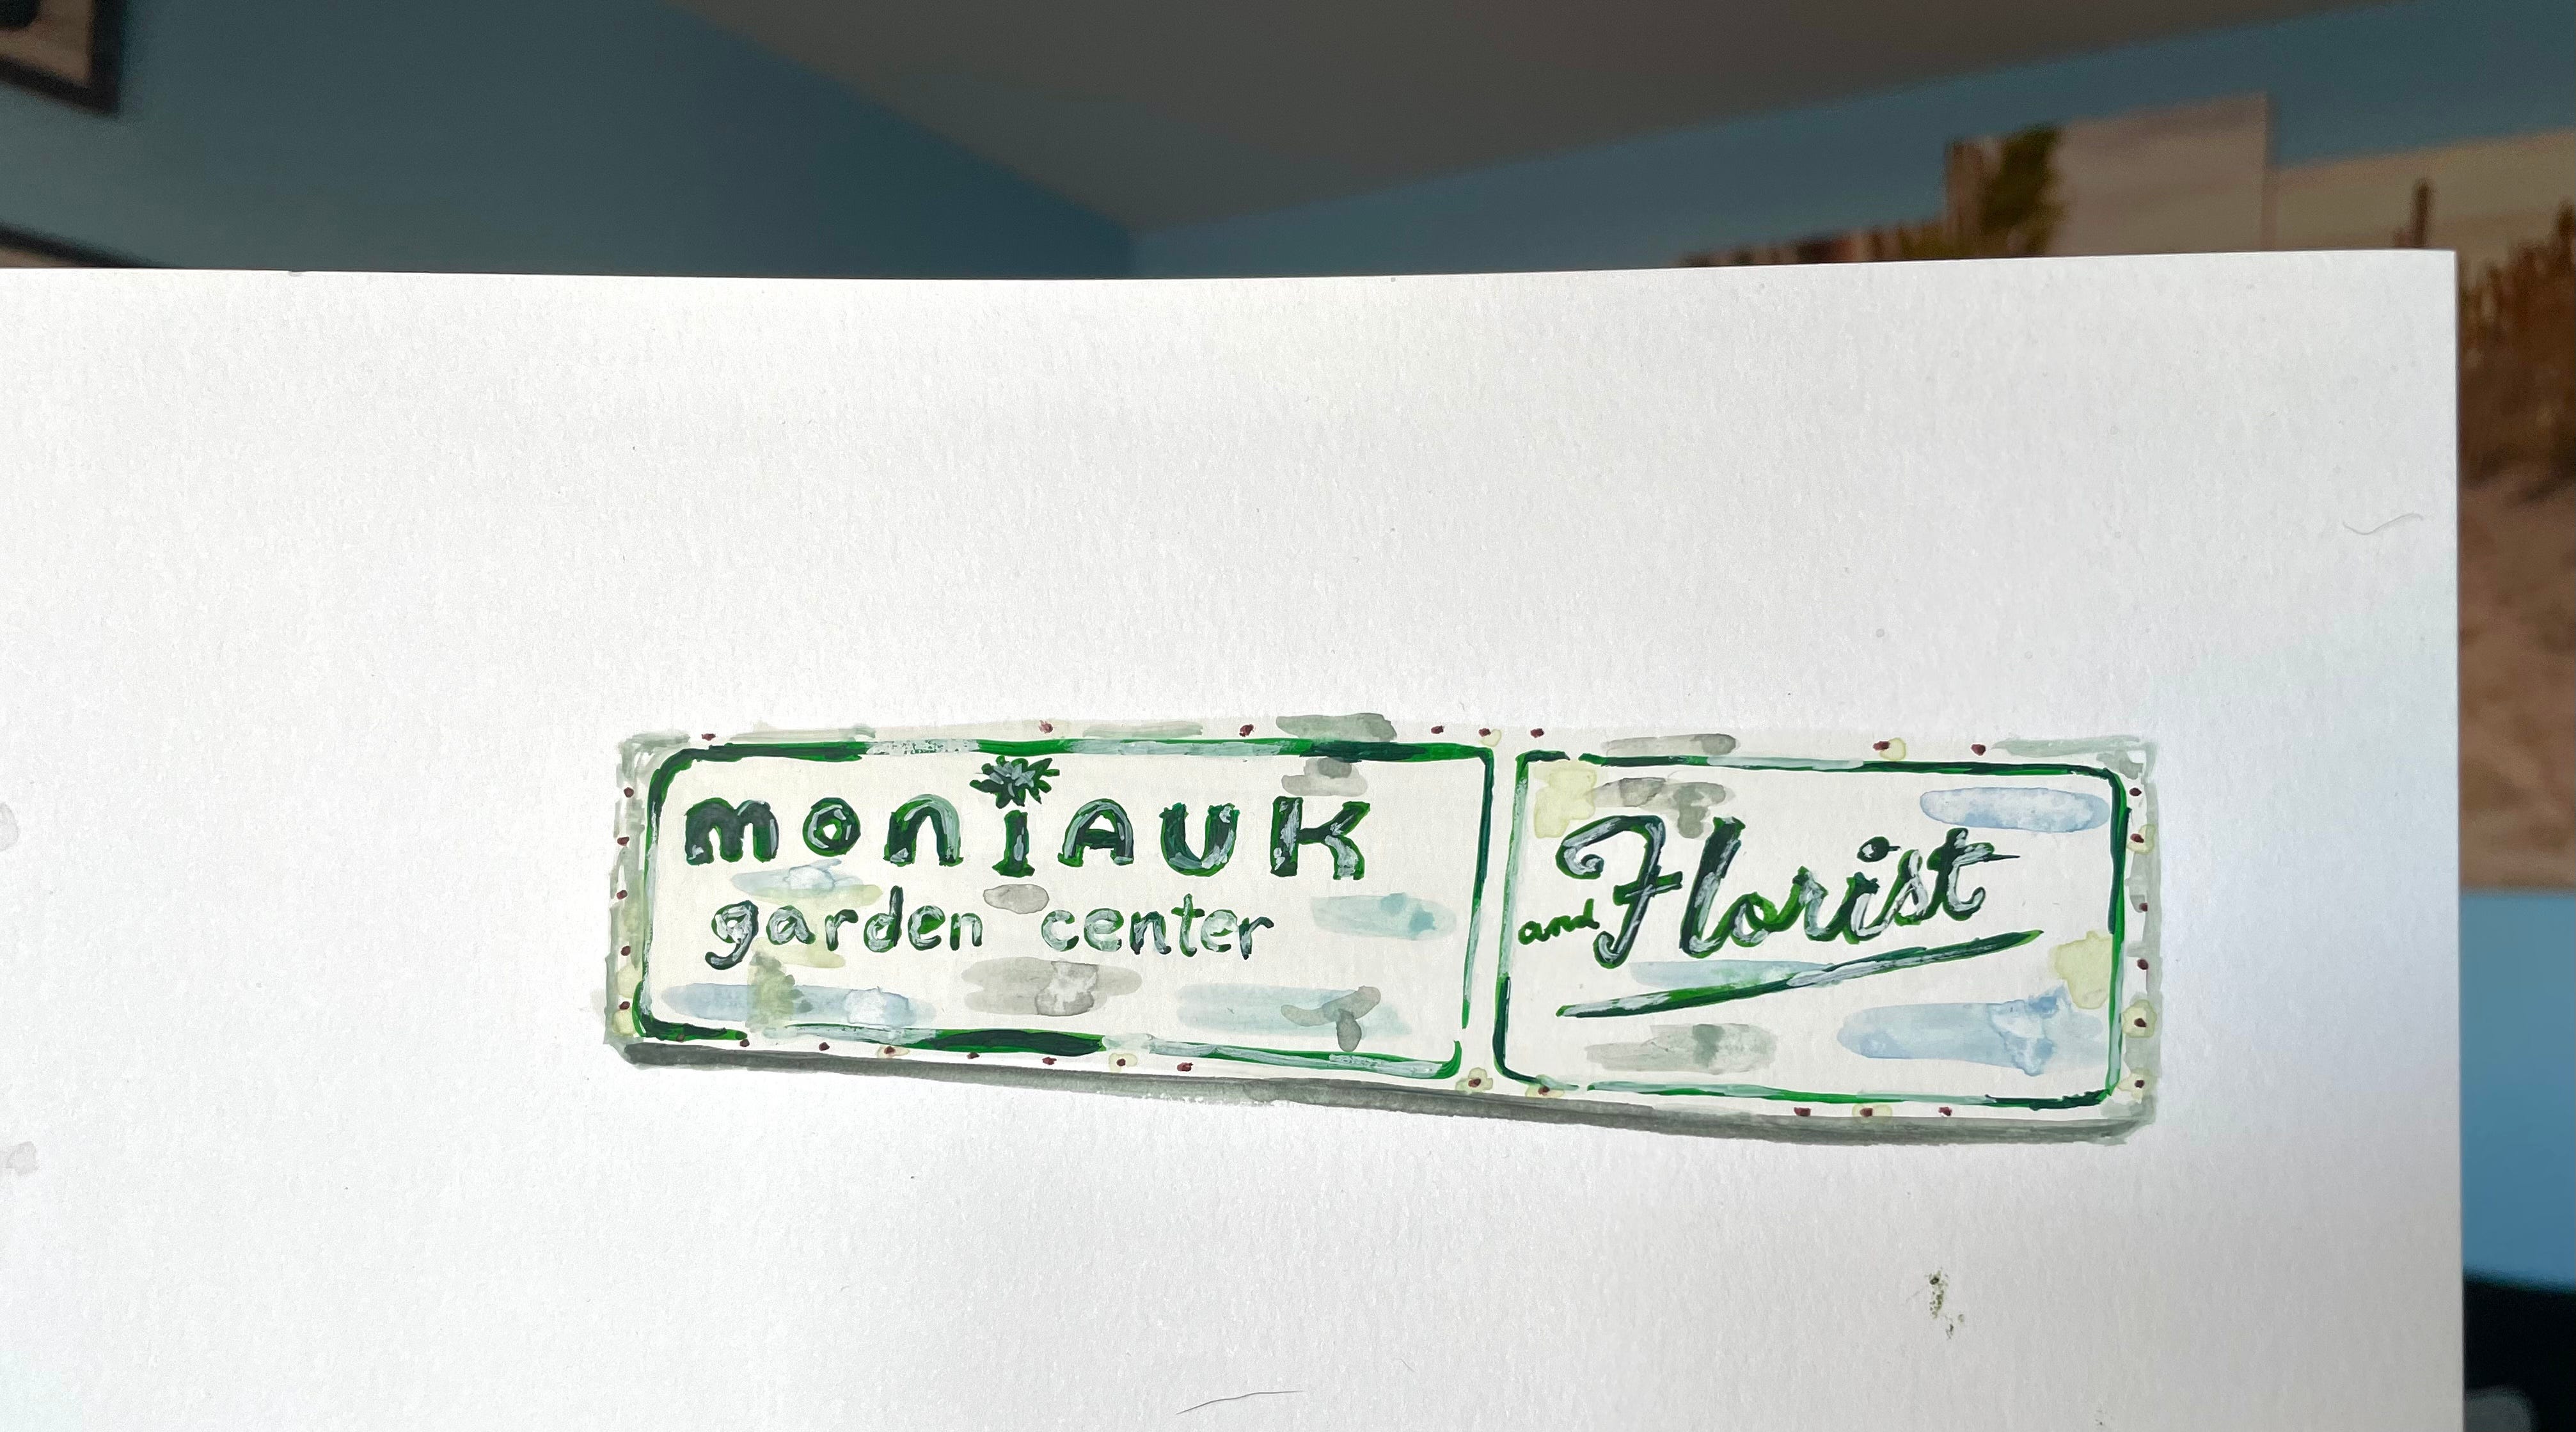 monTAUK
garden center
and Florist